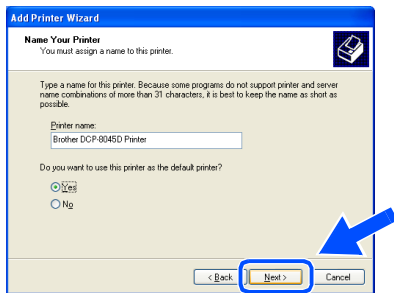 Add Printer Wizard
Name Your Printer
You must assign a name to this printer.
Type a name for this printer. Because some programs do not support printer and server
name combinations of more than 31 characters, it is best to keep the name as short as
possible.
Printer name:
Brother DCP-8045D Printer
Do you want to use this printer as the default printer?
Yes
No
< Back Next > Cancel